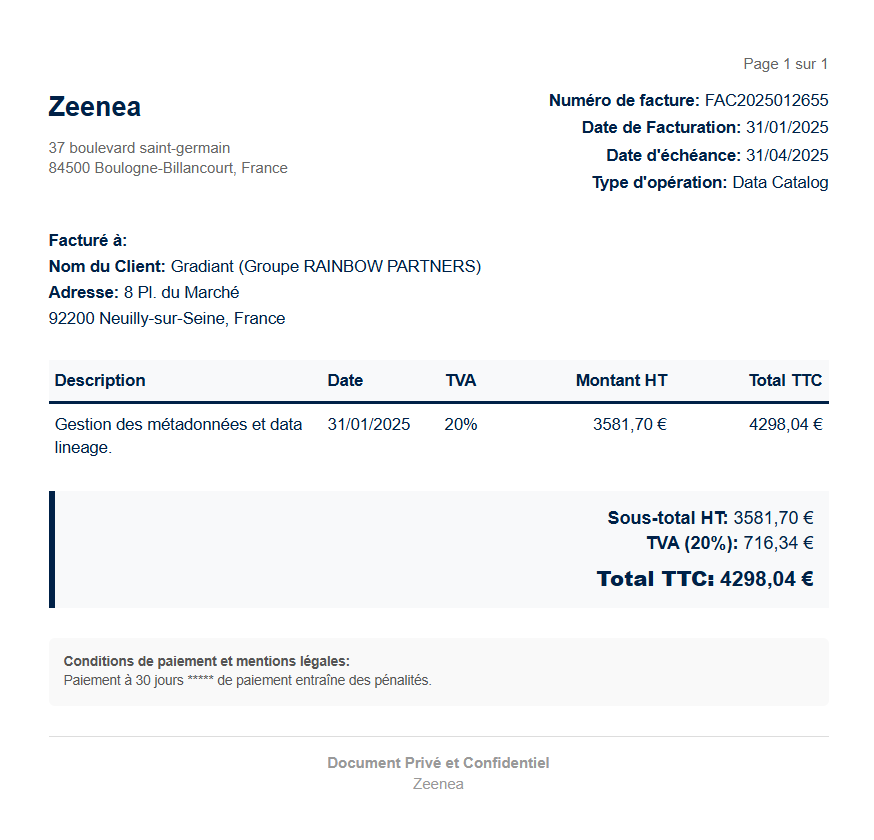 Page 1 sur 1
Zeenea
37 boulevard saint-germain
84500 Boulogne-Billancourt, France
Numéro de facture: FAC2025012655
Date de Facturation: 31/01/2025
Date d'échéance: 31/04/2025
Type d'opération: Data Catalog
Facturé à:
Nom du Client: Gradiant (Groupe RAINBOW PARTNERS)
Adresse: 8 Pl. du Marché
92200 Neuilly-sur-Seine, France
Description Date TVA Montant HT Total TTC
Gestion des métadonnées et data 31/01/2025 20% 3581,70 € 4298,04 €
lineage.
Sous-total HT: 3581,70 €
TVA (20%): 716,34 €
Total TTC: 4298,04 €
Conditions de paiement et mentions légales:
Paiement à 30 jours ***** de paiement entraîne des pénalités.
Document Privé et Confidentiel
Zeenea